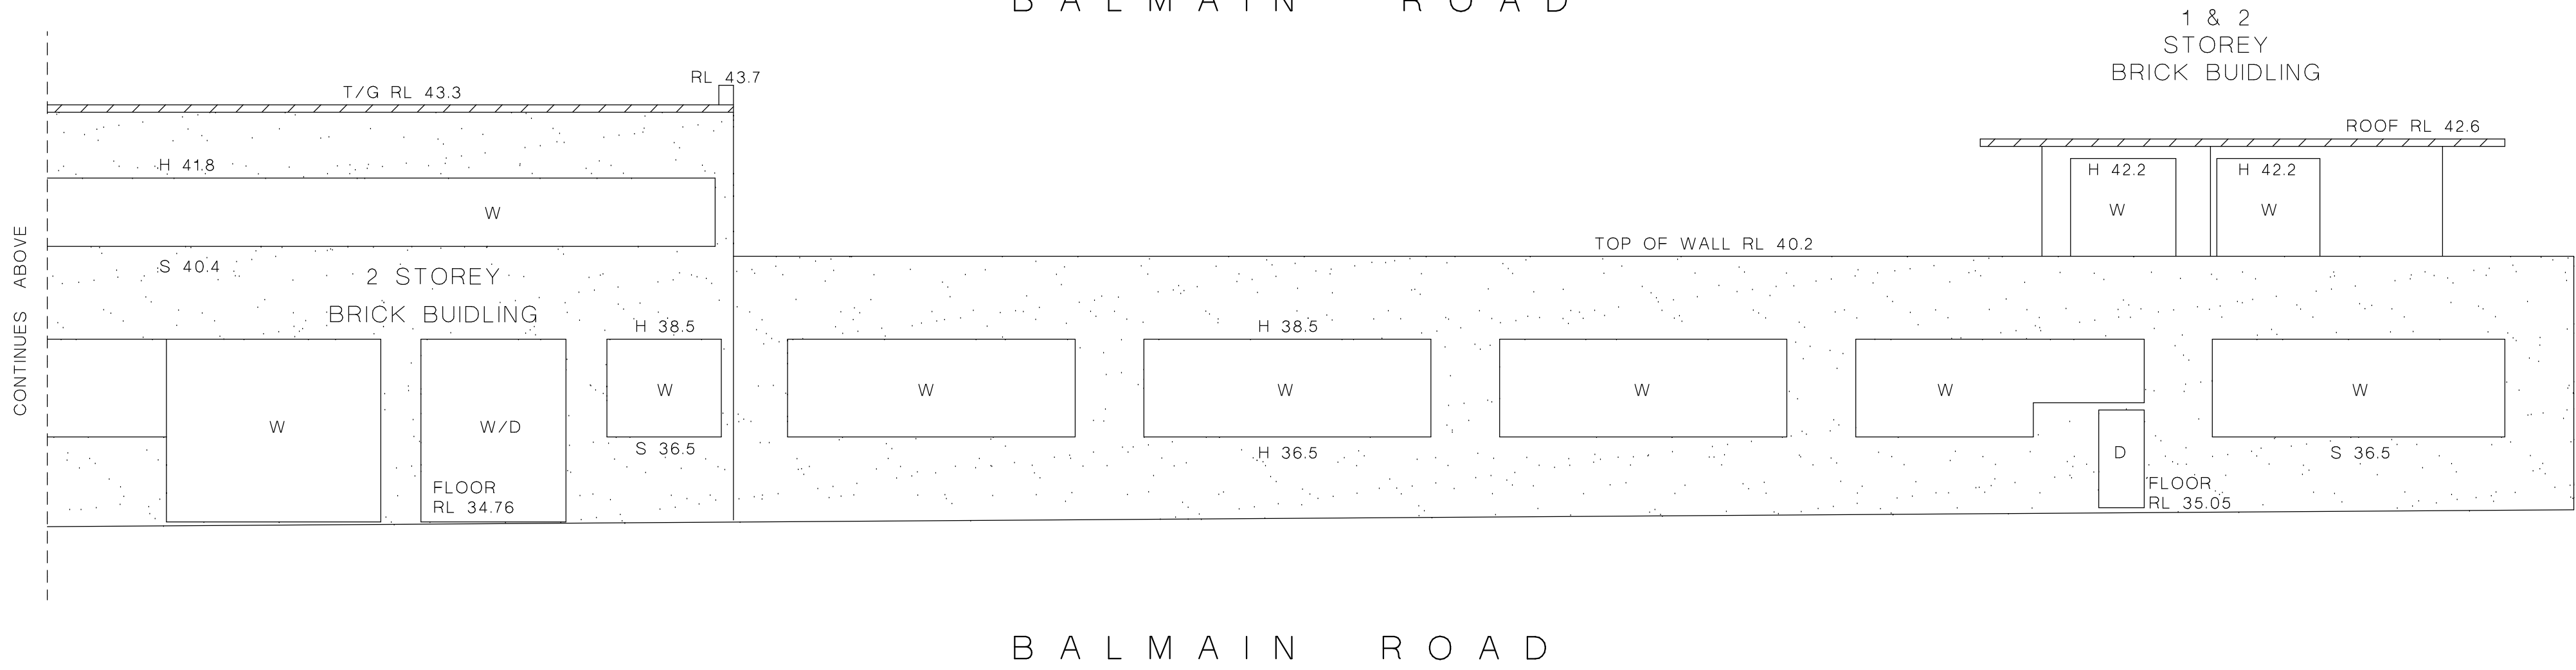 BALMAIN ROAD
1 & 2
STOREY
BRICK BUIDLING
RL 43.7
T/G RL 43.3
ROOF RL 42.6
H 41.8
H 42.2
H 42.2
W
W
W
TOP OF WALL RL 40.2
CONTINUES ABOVE
S 40.4
2 STOREY
BRICK BUIDLING
H 38.5
H 38.5
W
W
W
W
W
W
W
W/D
S 36.5
H 36.5
D
S 36.5
FLOOR
RL 34.76
FLOOR
RL 35.05
BALMAIN ROAD